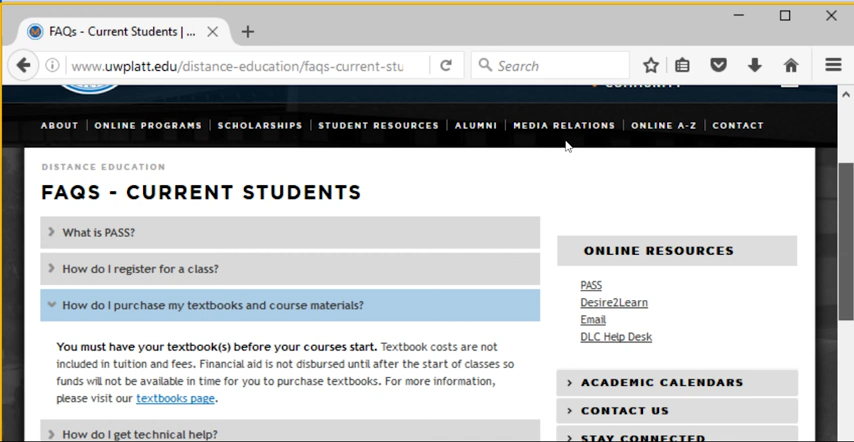 FAQs - Current Students | ...
www.uwplatt.edu/distance-education/faqs-current-stu
Search
ABOUT | ONLINE PROGRAMS | SCHOLARSHIPS | STUDENT RESOURCES | ALUMNI | MEDIA RELATIONS | ONLINE A-Z | CONTACT
DISTANCE EDUCATION
FAQS - CURRENT STUDENTS
What is PASS?
How do I register for a class?
How do I purchase my textbooks and course materials?
You must have your textbook(s) before your courses start. Textbook costs are not
included in tuition and fees. Financial aid is not disbursed until after the start of classes so
funds will not be available in time for you to purchase textbooks. For more information,
please visit our textbooks page.
How do I get technical help?
ONLINE RESOURCES
PASS
Desire2Learn
Email
DLC Help Desk
ACADEMIC CALENDARS
CONTACT US
STAY CONNECTED